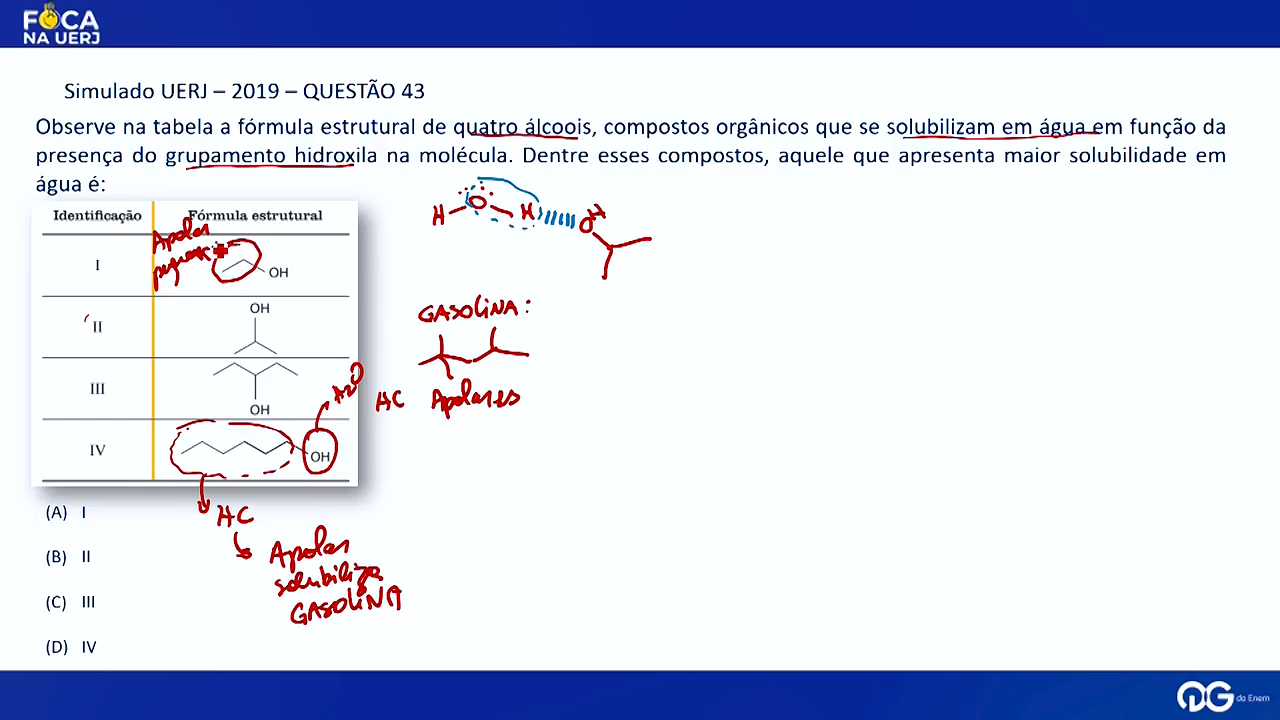 FOCA
NA UERJ
Simulado UERJ – 2019 – QUESTÃO 43
Observe na tabela a fórmula estrutural de quatro álcoois, compostos orgânicos que se solubilizam em água em função da
presença do grupamento hidroxila na molécula. Dentre esses compostos, aquele que apresenta maior solubilidade em
água é:
Identificação Fórmula estrutural
Apolar
I OH
H O H O H
II OH
GASOLINA:
III OH
H2O
HC Apolares
IV OH
(A) I
HC
(B) II
Apolar
solubiliza
(C) III
GASOLINA
(D) IV
QG do Enem